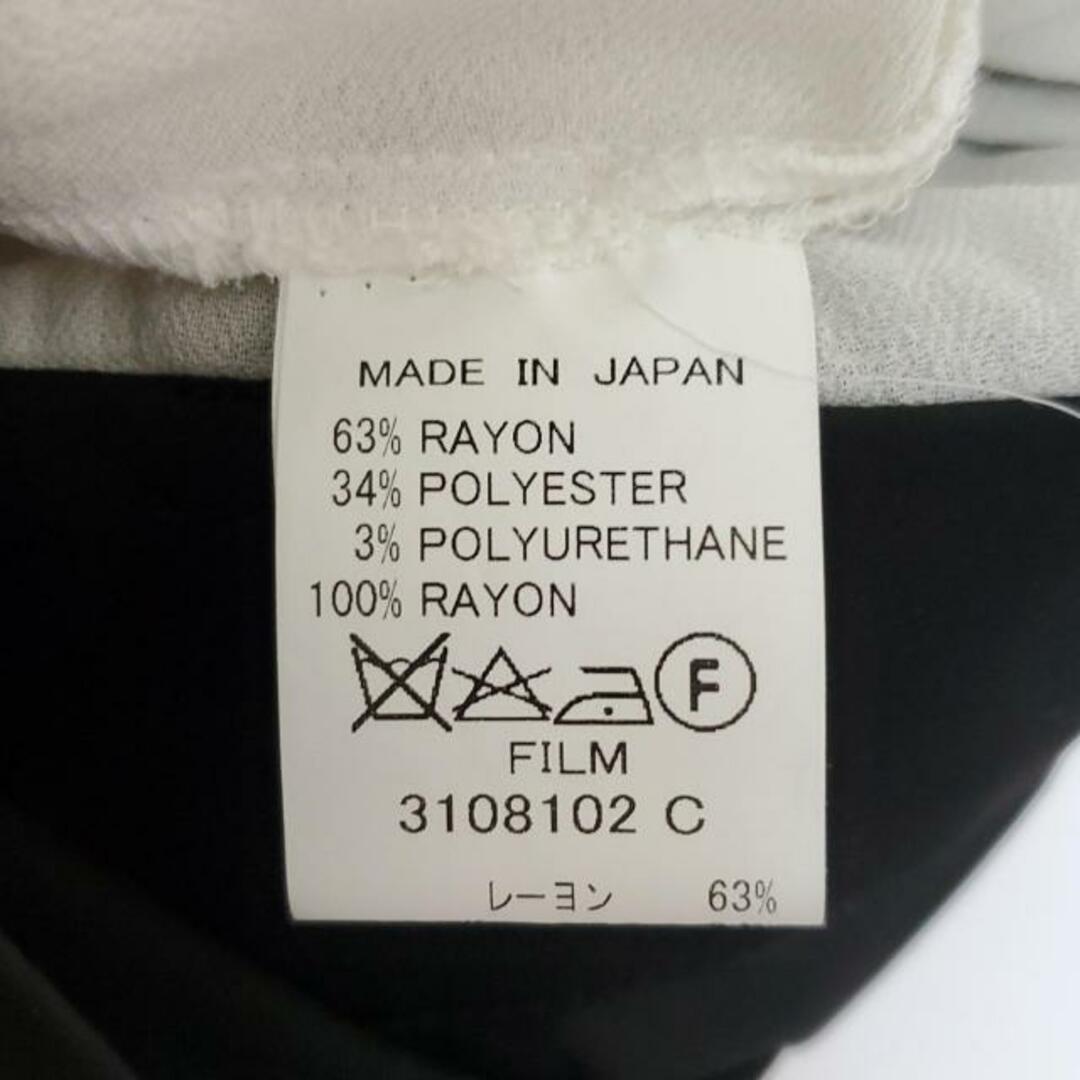 MADE IN JAPAN
63% RAYON
34% POLYESTER
3% POLYURETHANE
100% RAYON
F
FILM
3108102 C
レーヨン 63%